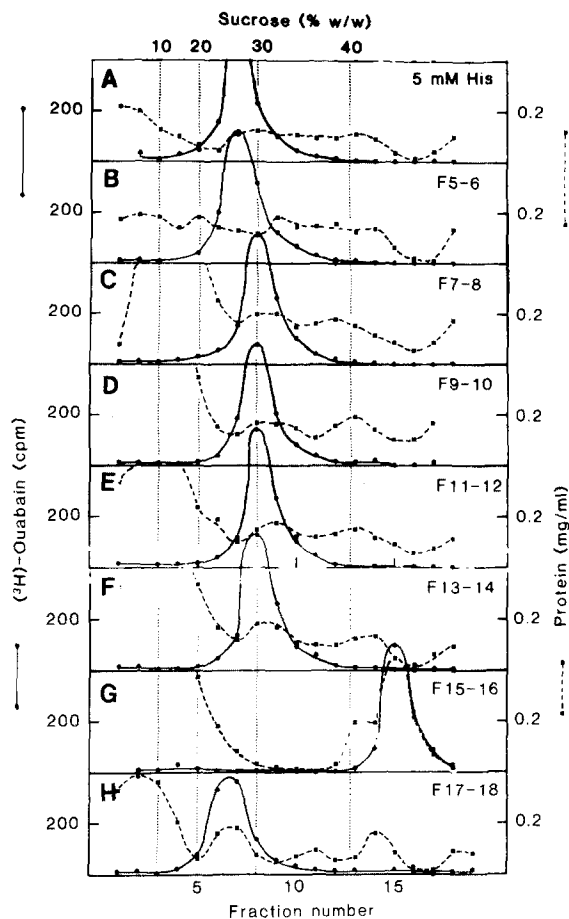 Sucrose (% w/w)
10 20 30 40
A 5 mM His
200 0.2
B F5-6
200 0.2
C F7-8
200 0.2
D F9-10
200 0.2
E F11-12
200 0.2
F F13-14
200 0.2
G F15-16
200 0.2
H F17-18
200 0.2
5 10 15
Fraction number
(³H)-Ouabain (cpm)
Protein (mg/ml)